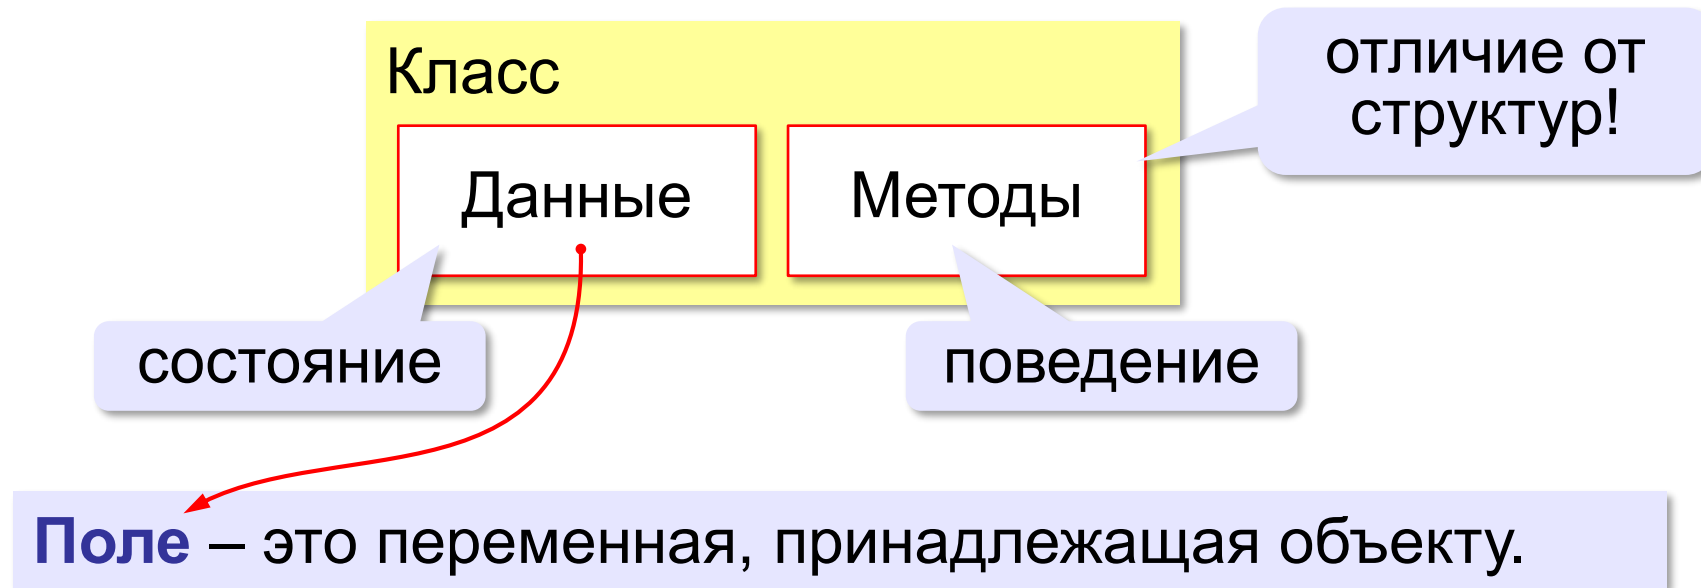 Класс
отличие от
структур!
Данные
Методы
состояние
поведение
Поле – это переменная, принадлежащая объекту.